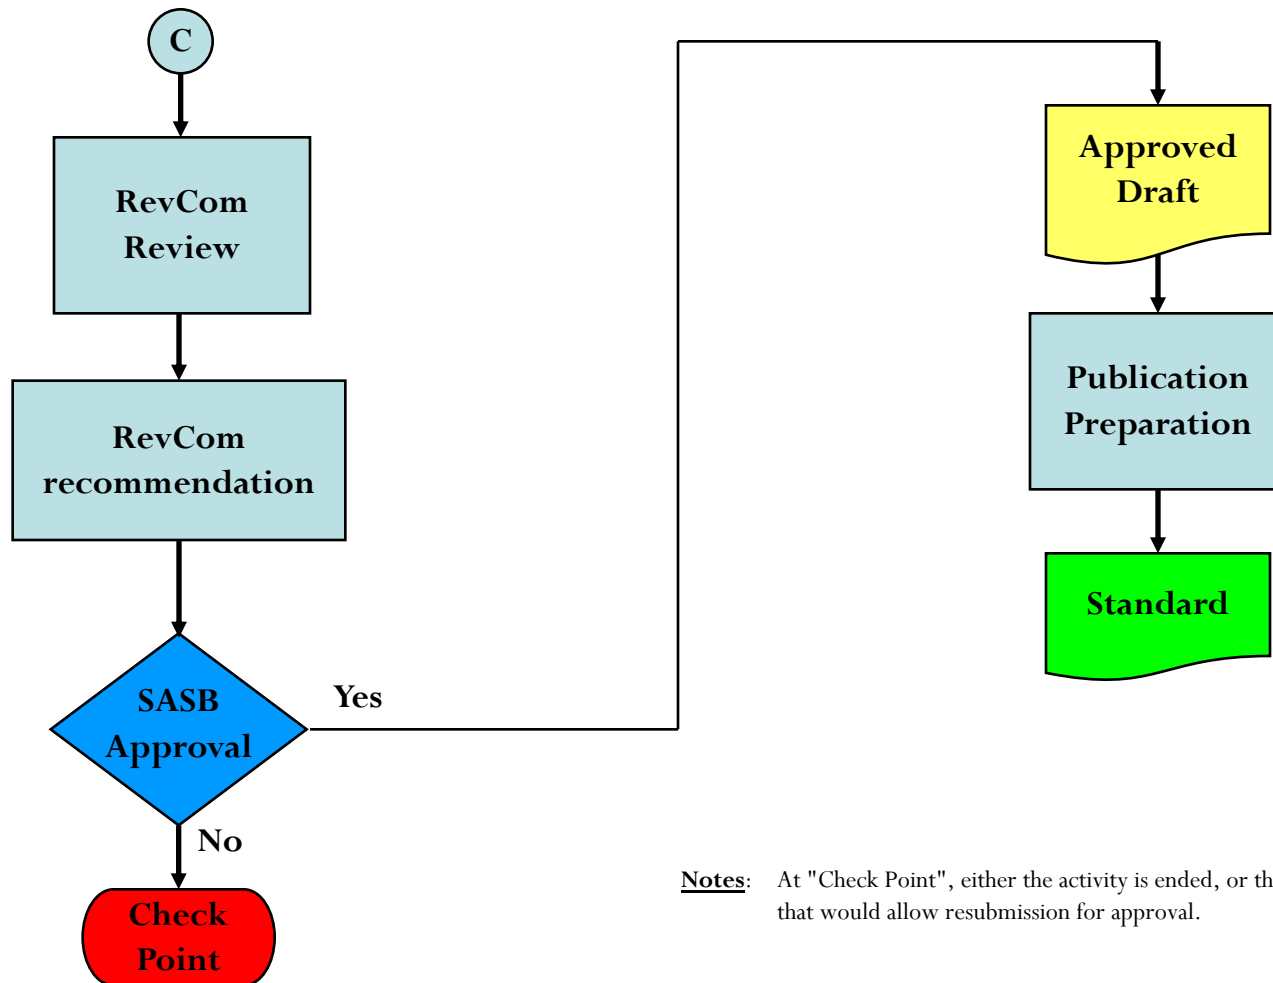 C
RevCom
Review
RevCom
recommendation
SASB
Approval
Yes
No
Check
Point
Approved
Draft
Publication
Preparation
Standard
Notes: At "Check Point", either the activity is ended, or
that would allow resubmission for approval.